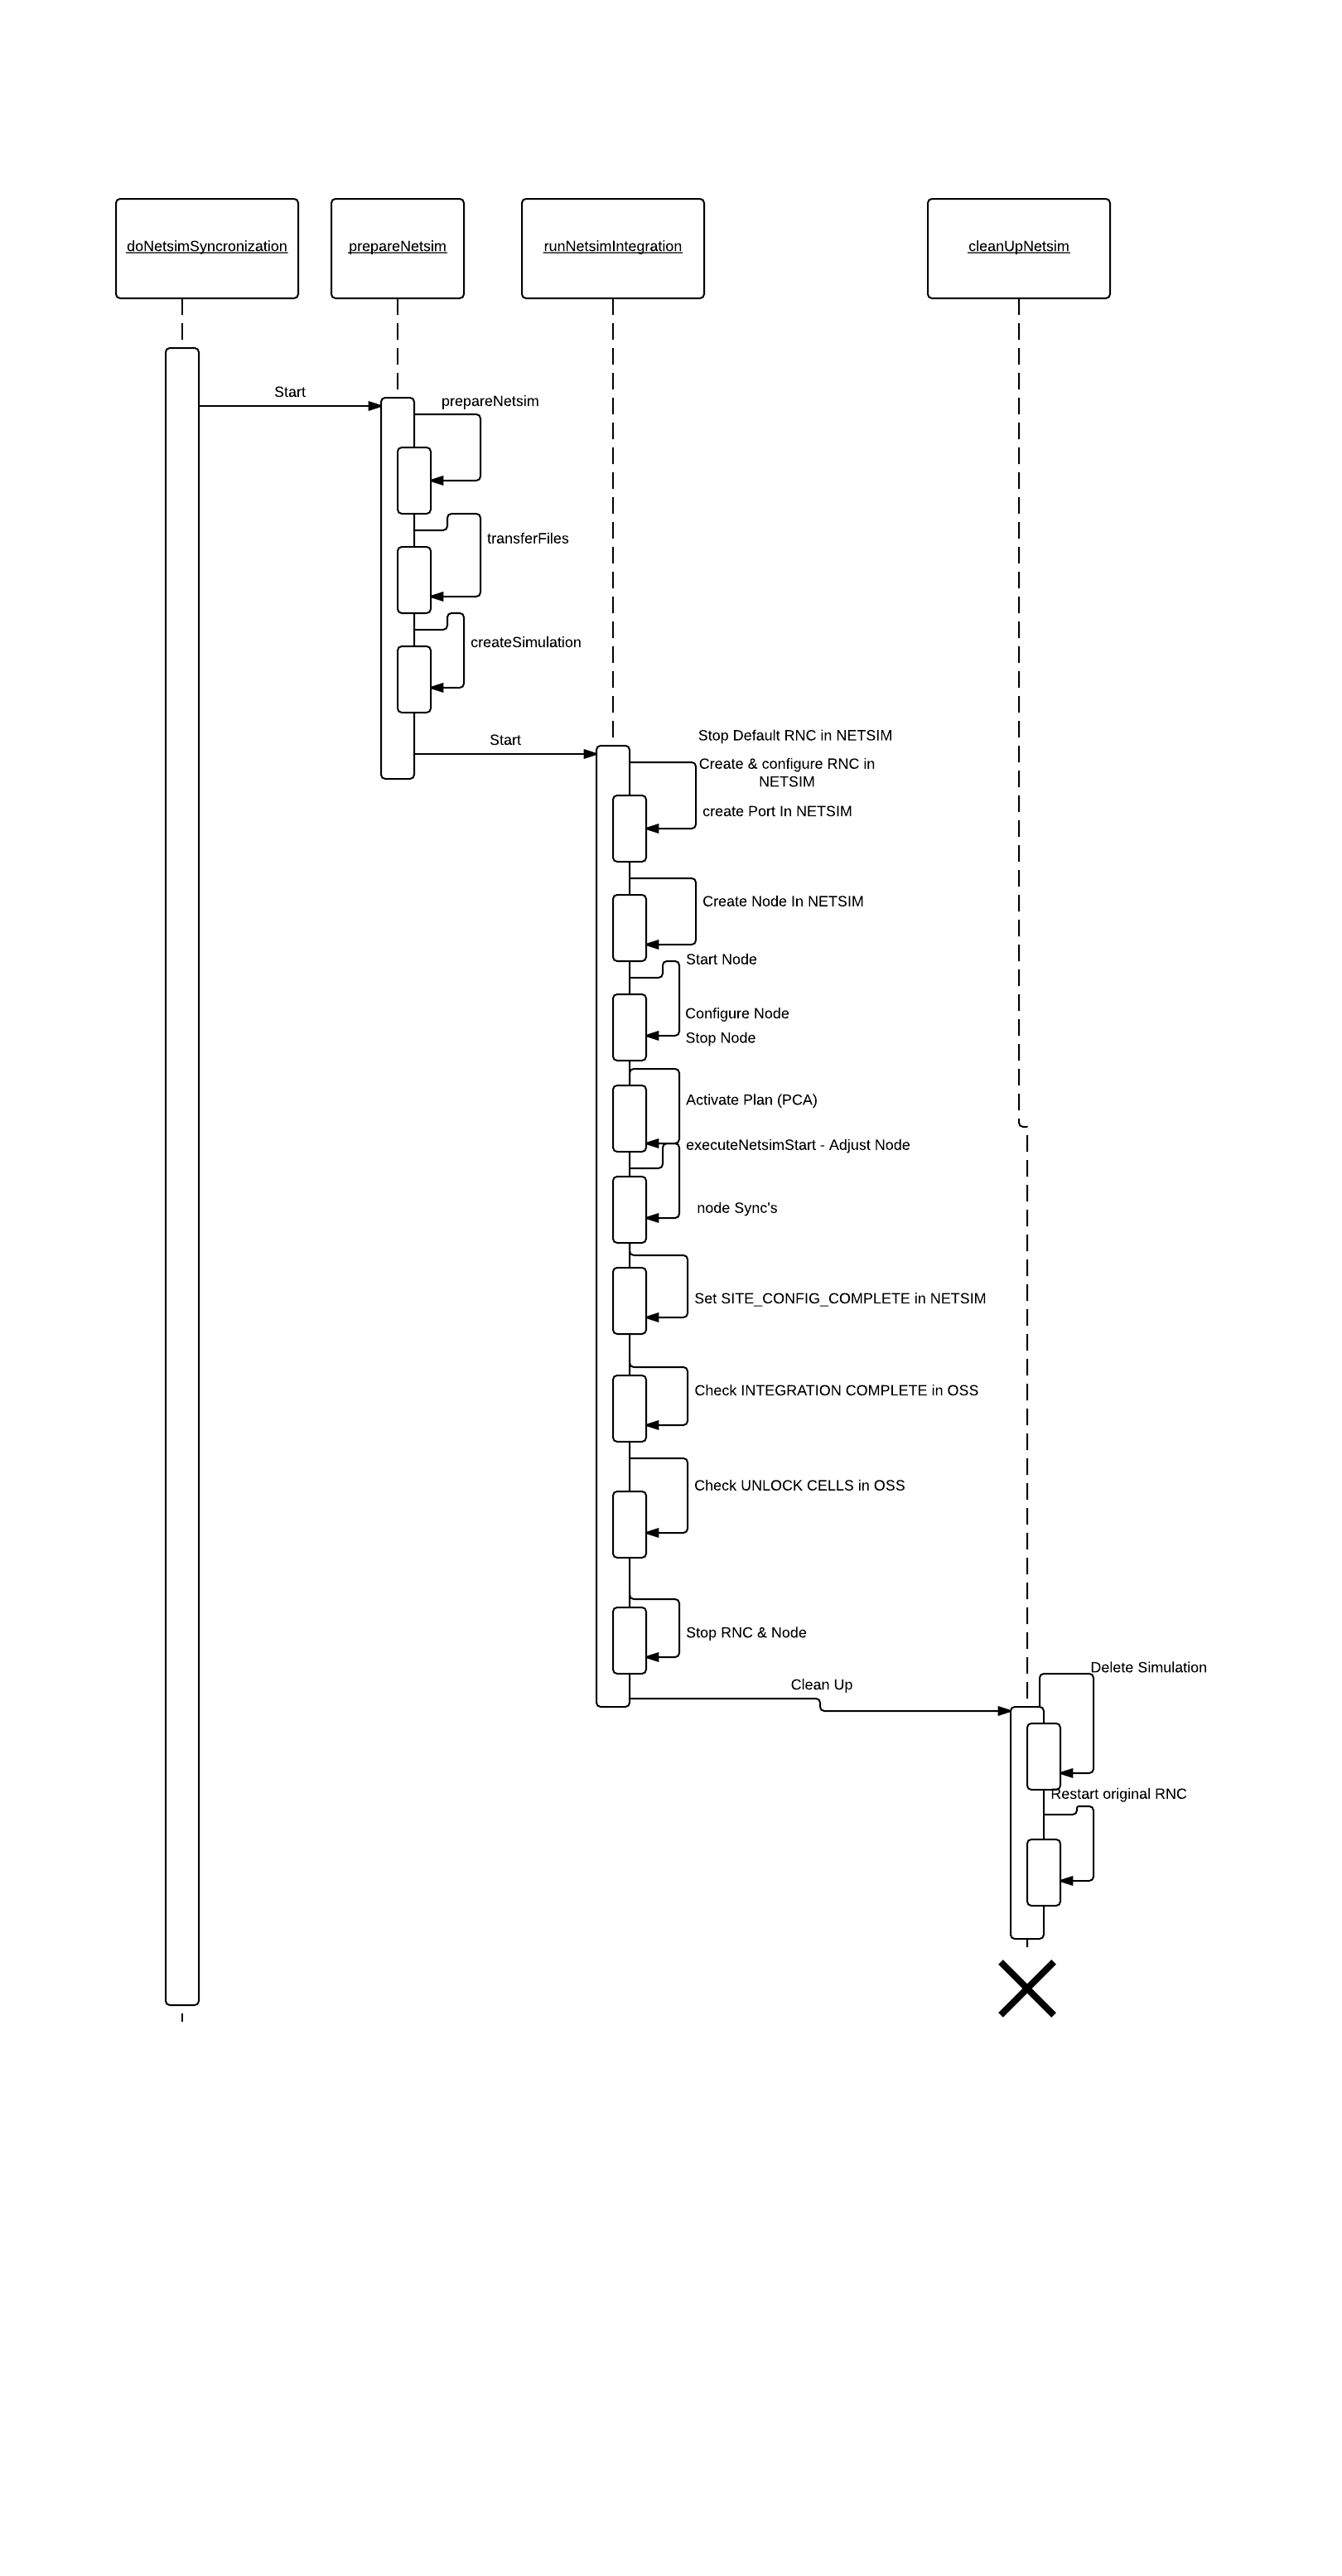 doNetsimSyncronization
prepareNetsim
runNetsimIntegration
cleanUpNetsim
Start
prepareNetsim
transferFiles
createSimulation
Start
Stop Default RNC in NETSIM
Create & configure RNC in
NETSIM
create Port In NETSIM
Create Node In NETSIM
Start Node
Configure Node
Stop Node
Activate Plan (PCA)
executeNetsimStart - Adjust Node
node Sync's
Set SITE_CONFIG_COMPLETE in NETSIM
Check INTEGRATION COMPLETE in OSS
Check UNLOCK CELLS in OSS
Stop RNC & Node
Delete Simulation
Clean Up
Restart original RNC